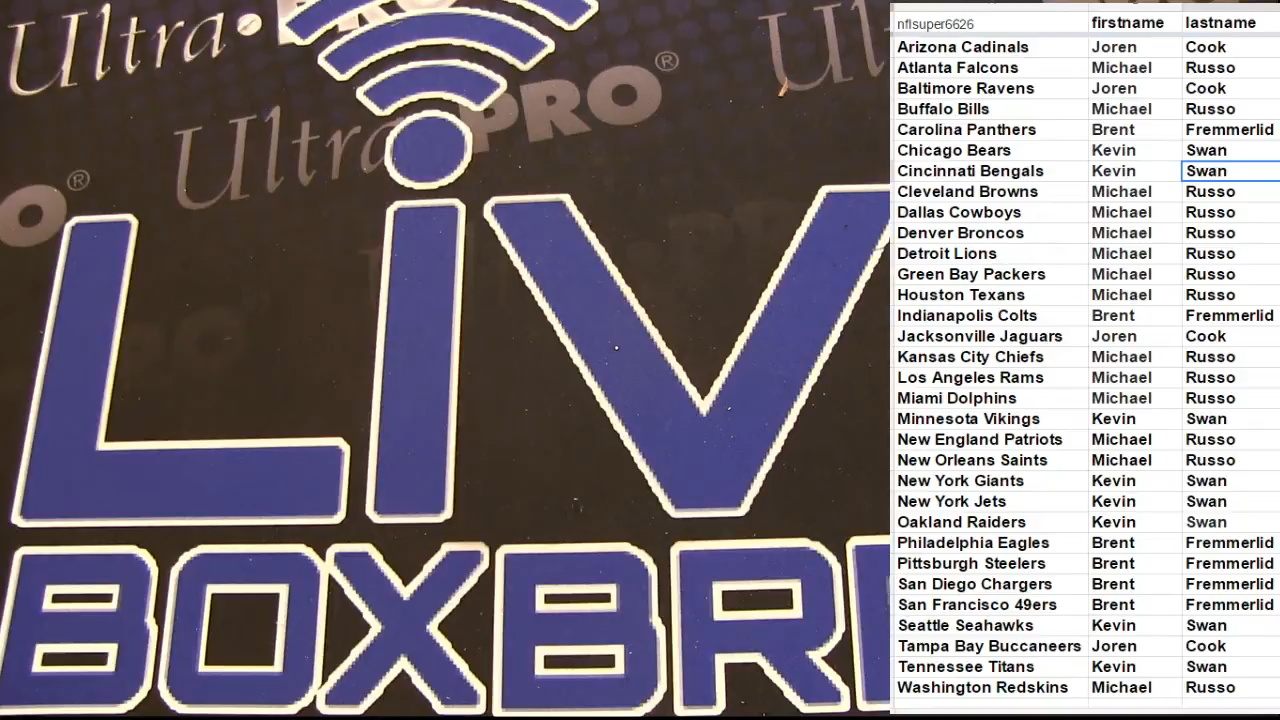 Ultra PRO
Ul
Ultra PRO®
O®
LiV
BOXBR
nflsuper6626 firstname lastname
Arizona Cadinals Joren Cook
Atlanta Falcons Michael Russo
Baltimore Ravens Joren Cook
Buffalo Bills Michael Russo
Carolina Panthers Brent Fremmerlid
Chicago Bears Kevin Swan
Cincinnati Bengals Kevin Swan
Cleveland Browns Michael Russo
Dallas Cowboys Michael Russo
Denver Broncos Michael Russo
Detroit Lions Michael Russo
Green Bay Packers Michael Russo
Houston Texans Michael Russo
Indianapolis Colts Brent Fremmerlid
Jacksonville Jaguars Joren Cook
Kansas City Chiefs Michael Russo
Los Angeles Rams Michael Russo
Miami Dolphins Michael Russo
Minnesota Vikings Kevin Swan
New England Patriots Michael Russo
New Orleans Saints Michael Russo
New York Giants Kevin Swan
New York Jets Kevin Swan
Oakland Raiders Kevin Swan
Philadelphia Eagles Brent Fremmerlid
Pittsburgh Steelers Brent Fremmerlid
San Diego Chargers Brent Fremmerlid
San Francisco 49ers Brent Fremmerlid
Seattle Seahawks Kevin Swan
Tampa Bay Buccaneers Joren Cook
Tennessee Titans Kevin Swan
Washington Redskins Michael Russo